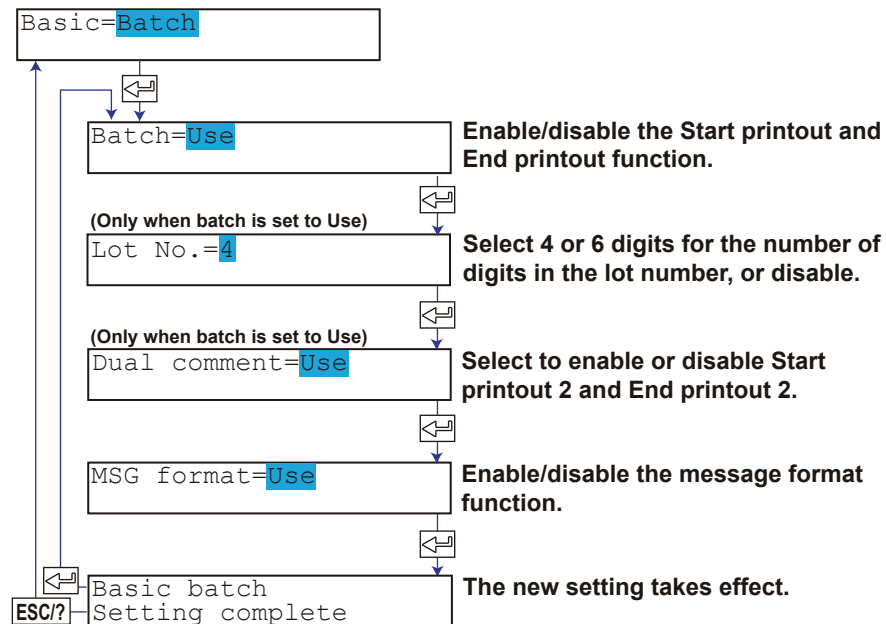 Basic=Batch
Batch=Use
Enable/disable the Start printout and
End printout function.
(Only when batch is set to Use)
Lot No.=4
Select 4 or 6 digits for the number of
digits in the lot number, or disable.
(Only when batch is set to Use)
Dual comment=Use
Select to enable or disable Start
printout 2 and End printout 2.
MSG format=Use
Enable/disable the message format
function.
Basic batch
Setting complete
The new setting takes effect.
ESC/?